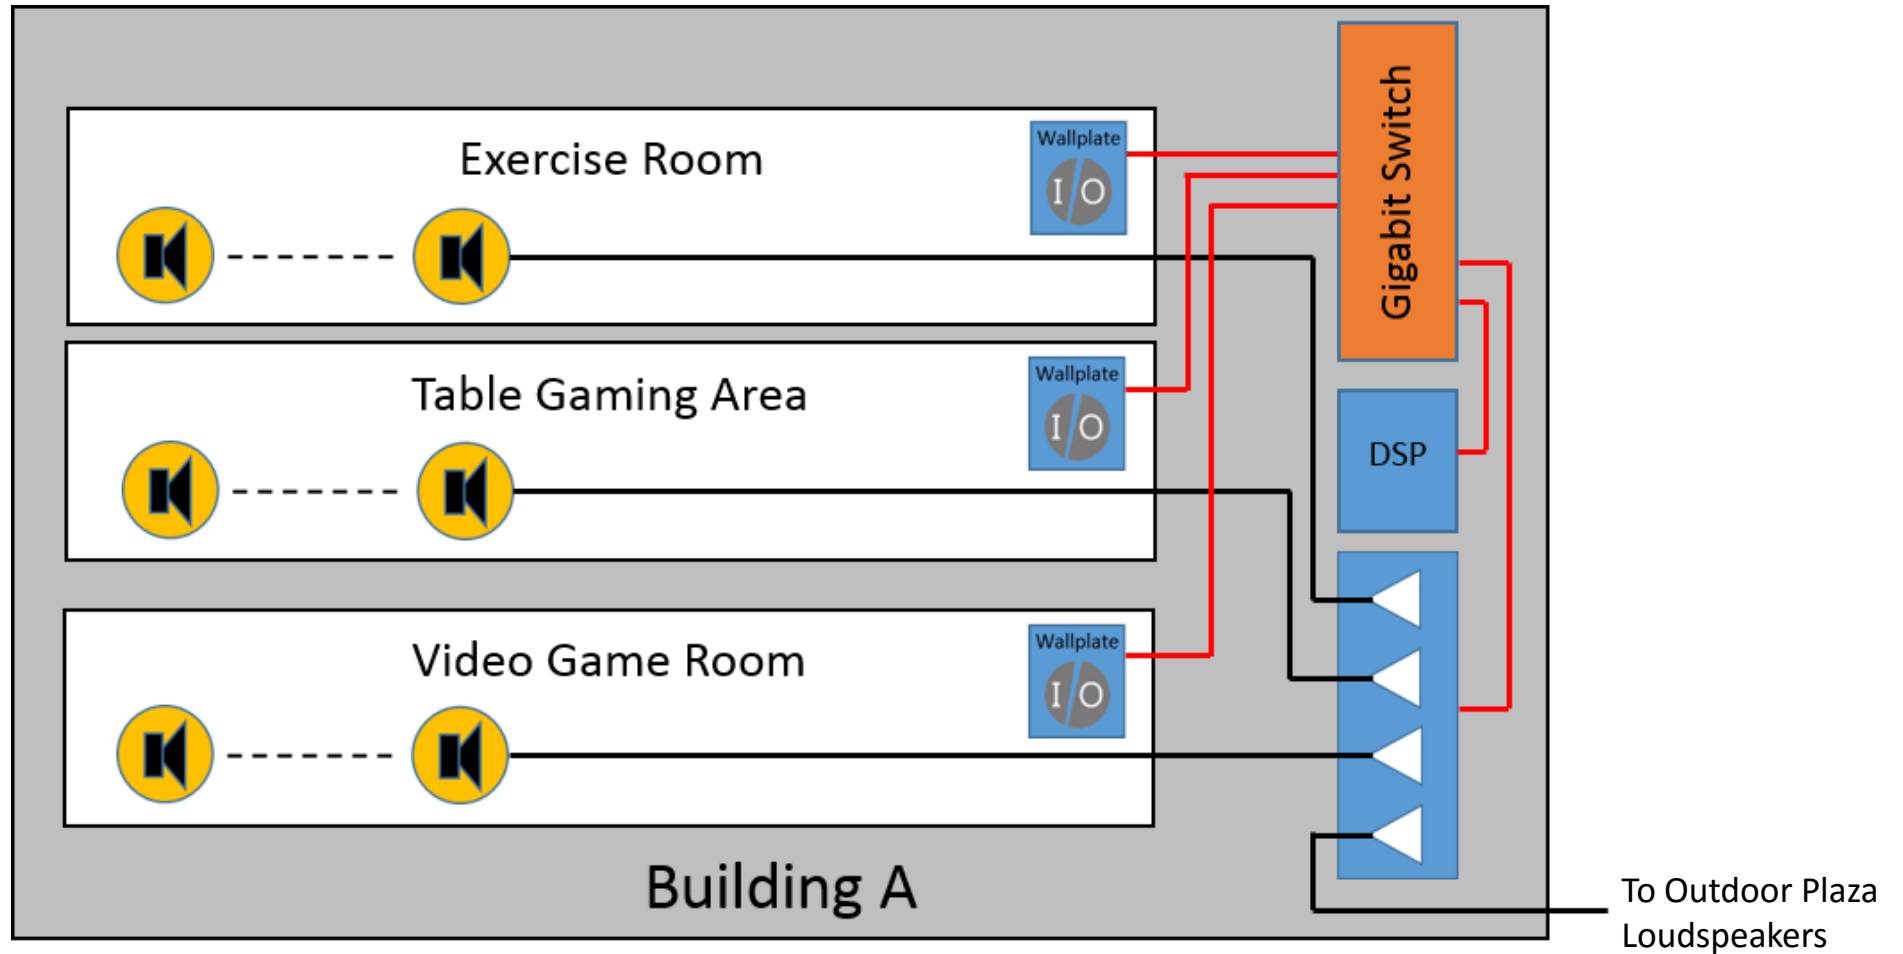 Exercise Room
Wallplate
I/O
Gigabit Switch
Table Gaming Area
Wallplate
I/O
DSP
Video Game Room
Wallplate
I/O
Building A
To Outdoor Plaza
Loudspeakers